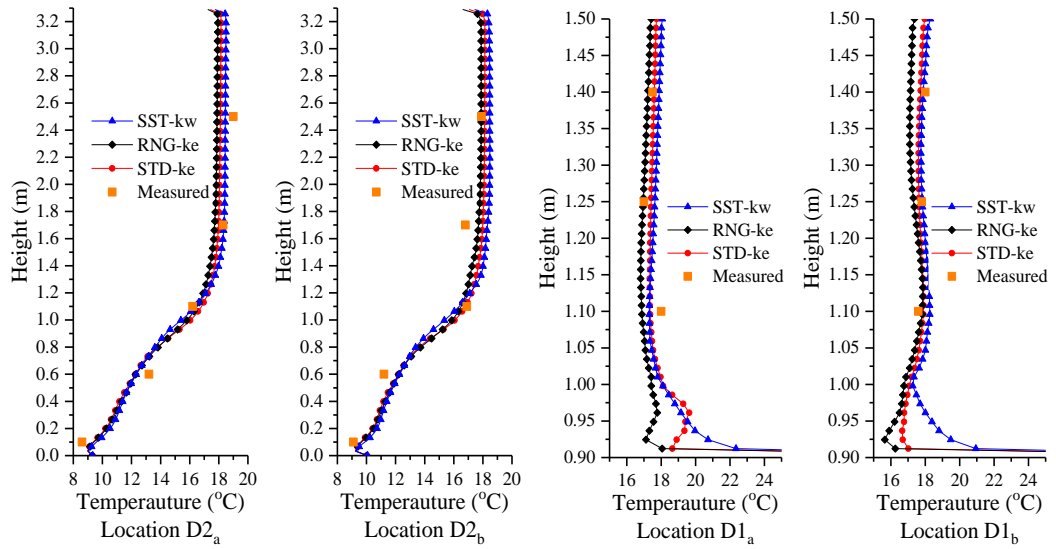 3.2
3.0
2.8
2.6
2.4
2.2
2.0
1.8
1.6
1.4
1.2
1.0
0.8
0.6
0.4
0.2
0.0
Height (m)
SST-kw
RNG-ke
STD-ke
Measured
8 10 12 14 16 18 20
Temperauture (°C)
Location D2a
3.2
3.0
2.8
2.6
2.4
2.2
2.0
1.8
1.6
1.4
1.2
1.0
0.8
0.6
0.4
0.2
0.0
Height (m)
SST-kw
RNG-ke
STD-ke
Measured
8 10 12 14 16 18 20
Temperauture (°C)
Location D2b
1.50
1.45
1.40
1.35
1.30
1.25
1.20
1.15
1.10
1.05
1.00
0.95
0.90
Height (m)
SST-kw
RNG-ke
STD-ke
Measured
16 18 20 22 24
Temperauture (°C)
Location D1a
1.50
1.45
1.40
1.35
1.30
1.25
1.20
1.15
1.10
1.05
1.00
0.95
0.90
Height (m)
SST-kw
RNG-ke
STD-ke
Measured
16 18 20 22 24
Temperauture (°C)
Location D1b